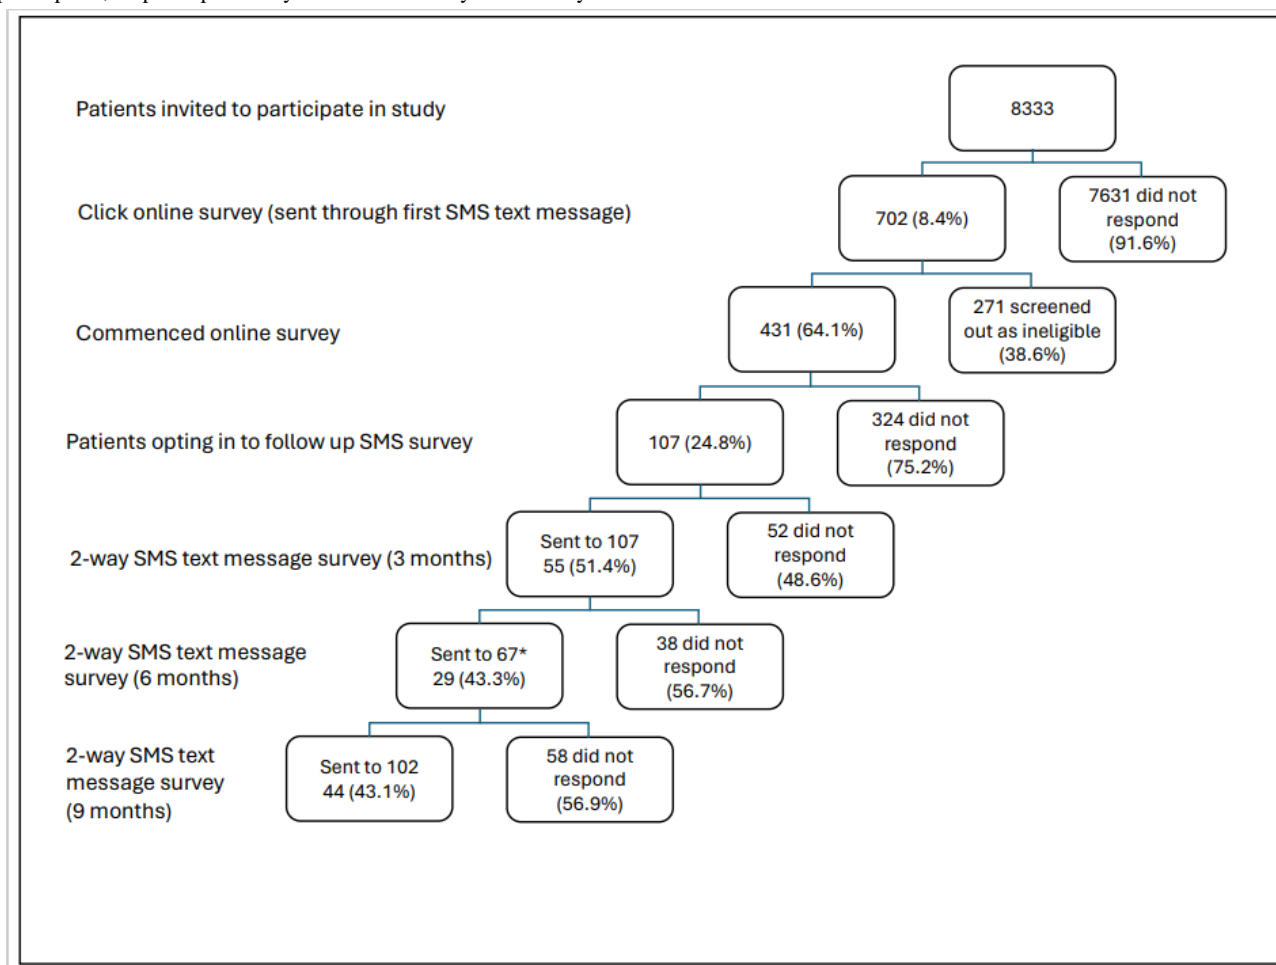 Patients invited to participate in study
8333
Click online survey (sent through first SMS text message)
702 (8.4%)
7631 did not
respond
(91.6%)
Commenced online survey
431 (64.1%)
271 screened
out as ineligible
(38.6%)
Patients opting in to follow up SMS survey
107 (24.8%)
324 did not
respond
(75.2%)
2-way SMS text message survey (3 months)
Sent to 107
55 (51.4%)
52 did not
respond
(48.6%)
2-way SMS text message
survey (6 months)
Sent to 67*
29 (43.3%)
38 did not
respond
(56.7%)
2-way SMS text
message survey
(9 months)
Sent to 102
44 (43.1%)
58 did not
respond
(56.9%)